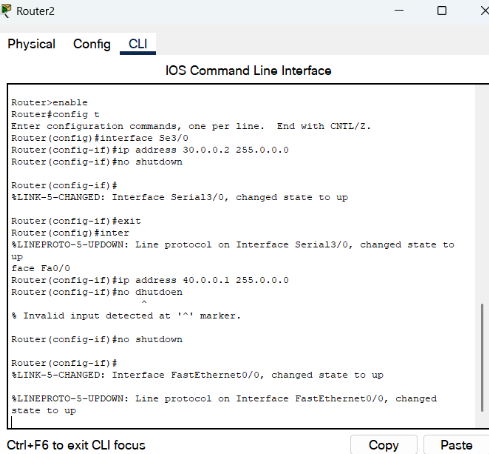 Router2
Physical Config CLI
IOS Command Line Interface
Router>enable
Router#config t
Enter configuration commands, one per line. End with CNTL/Z.
Router(config)#interface Se3/0
Router(config-if)#ip address 30.0.0.2 255.0.0.0
Router(config-if)#no shutdown
Router(config-if)#
%LINK-5-CHANGED: Interface Serial3/0, changed state to up
Router(config-if)#exit
Router(config)#inter
%LINEPROTO-5-UPDOWN: Line protocol on Interface Serial3/0, changed state to
up
face Fa0/0
Router(config-if)#ip address 40.0.0.1 255.0.0.0
Router(config-if)#no dhutdoen
^
% Invalid input detected at '^' marker.
Router(config-if)#no shutdown
Router(config-if)#
%LINK-5-CHANGED: Interface FastEthernet0/0, changed state to up
%LINEPROTO-5-UPDOWN: Line protocol on Interface FastEthernet0/0, changed
state to up
Ctrl+F6 to exit CLI focus
Copy Paste